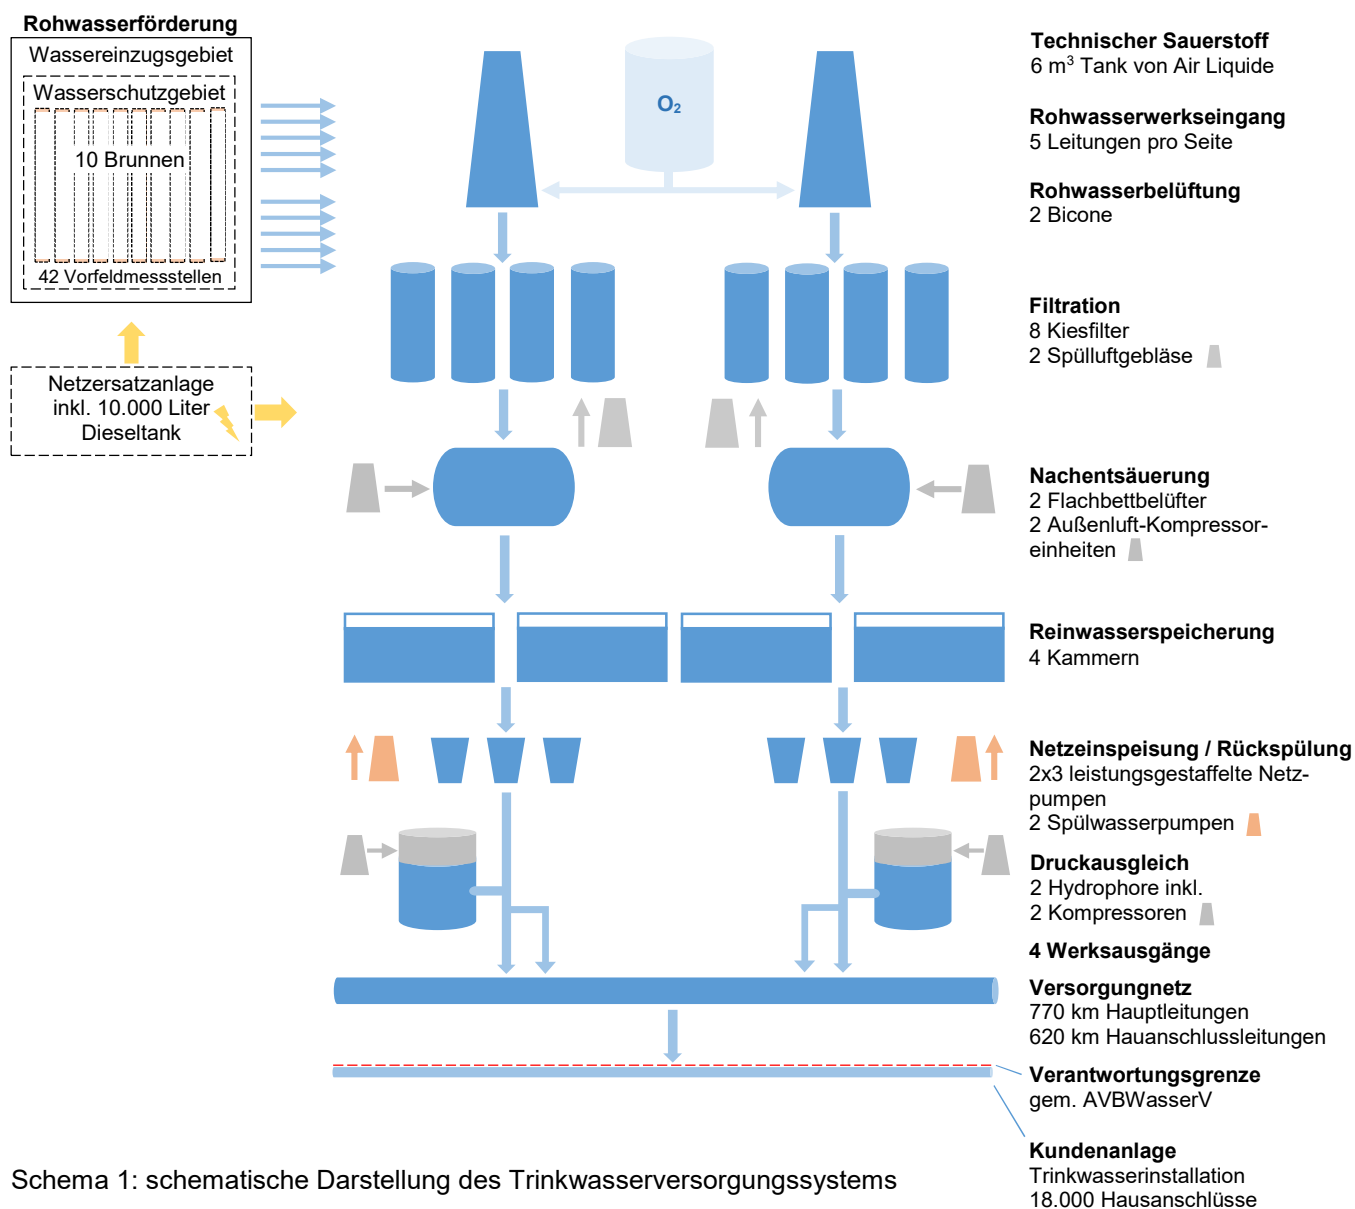 Rohwasserförderung
Wassereinzugsgebiet
Wasserschutzgebiet
10 Brunnen
42 Vorfeldmessstellen
Netzersatzanlage
inkl. 10.000 Liter
Dieseltank
O₂
Technischer Sauerstoff
6 m³ Tank von Air Liquide
Rohwasserwerkseingang
5 Leitungen pro Seite
Rohwasserbelüftung
2 Bicone
Filtration
8 Kiesfilter
2 Spülluftgebläse
Nachentsäuerung
2 Flachbettbelüfter
2 Außenluft-Kompressor-
einheiten
Reinwasserspeicherung
4 Kammern
Netzeinspeisung / Rückspülung
2x3 leistungsgestaffelte Netz-
pumpen
2 Spülwasserpumpen
Druckausgleich
2 Hydrophore inkl.
2 Kompressoren
4 Werksausgänge
Versorgungnetz
770 km Hauptleitungen
620 km Hauanschlussleitungen
Verantwortungsgrenze
gem. AVBWasserV
Kundenanlage
Trinkwasserinstallation
18.000 Hausanschlüsse
Schema 1: schematische Darstellung des Trinkwasserversorgungssystems